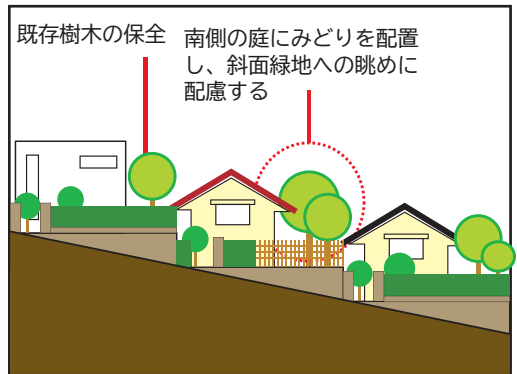 既存樹木の保全
南側の庭にみどりを配置
し、斜面緑地への眺めに
配慮する